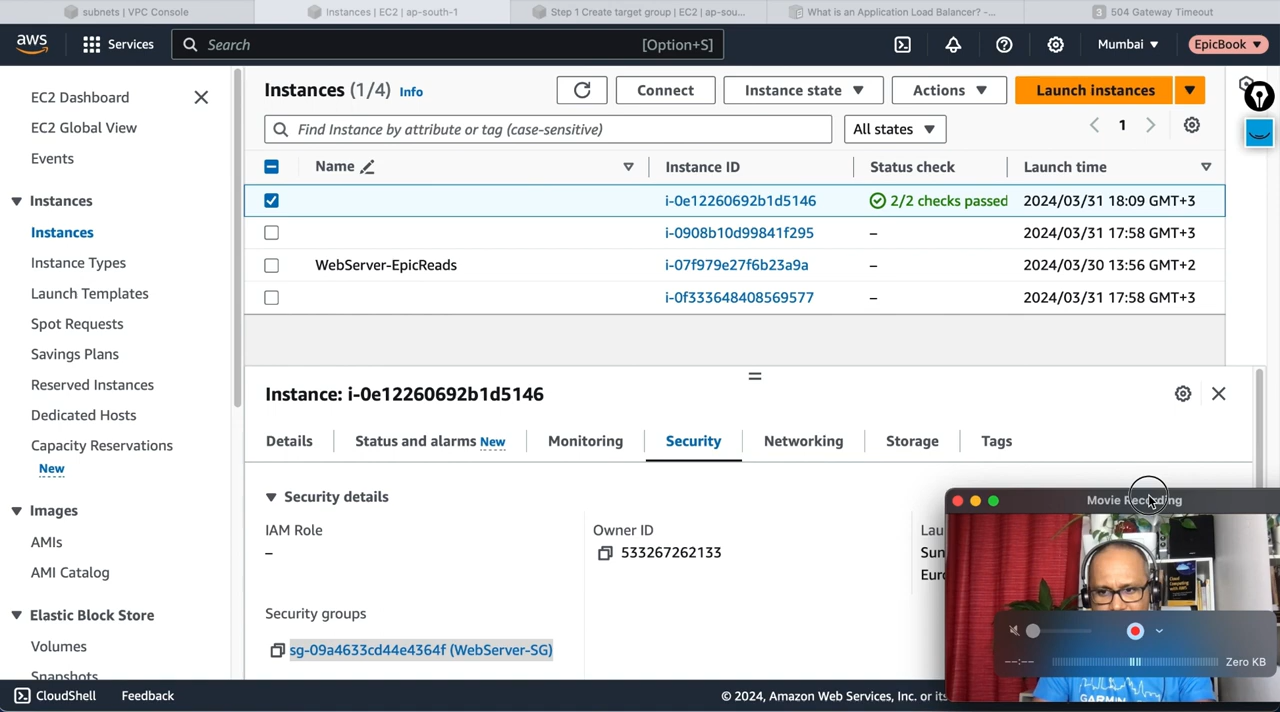 subnets | VPC Console
Instances | EC2 | ap-south-1
Step 1 Create target group | EC2 | ap-sou...
What is an Application Load Balancer? -...
3 504 Gateway Timeout
aws
Services
Search
[Option+S]
Mumbai
EpicBook
EC2 Dashboard
EC2 Global View
Events
Instances
Instances
Instance Types
Launch Templates
Spot Requests
Savings Plans
Reserved Instances
Dedicated Hosts
Capacity Reservations
New
Images
AMIs
AMI Catalog
Elastic Block Store
Volumes
Snapshots
Instances (1/4) Info
Connect
Instance state
Actions
Launch instances
Find Instance by attribute or tag (case-sensitive)
All states
1
Name
Instance ID
Status check
Launch time
i-0e12260692b1d5146
2/2 checks passed
2024/03/31 18:09 GMT+3
i-0908b10d99841f295
–
2024/03/31 17:58 GMT+3
WebServer-EpicReads
i-07f979e27f6b23a9a
–
2024/03/30 13:56 GMT+2
i-0f333648408569577
–
2024/03/31 17:58 GMT+3
Instance: i-0e12260692b1d5146
Details
Status and alarms New
Monitoring
Security
Networking
Storage
Tags
Security details
IAM Role
–
Owner ID
533267262133
Lau
Sun
Euro
Security groups
sg-09a4633cd44e4364f (WebServer-SG)
Movie Recording
--:--
Zero KB
CloudShell
Feedback
© 2024, Amazon Web Services, Inc. or its